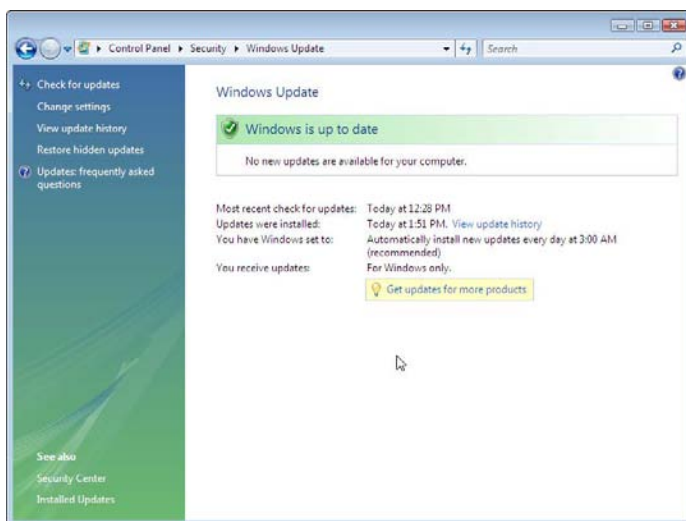 Control Panel ▸ Security ▸ Windows Update
Search
Check for updates
Change settings
View update history
Restore hidden updates
Updates: frequently asked
questions
See also
Security Center
Installed Updates
Windows Update
Windows is up to date
No new updates are available for your computer.
Most recent check for updates: Today at 12:28 PM
Updates were installed: Today at 1:51 PM. View update history
You have Windows set to: Automatically install new updates every day at 3:00 AM
(recommended)
You receive updates: For Windows only.
Get updates for more products